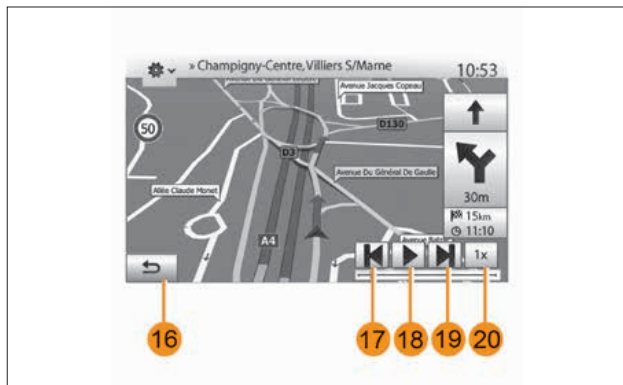 » Champigny-Centre, Villiers S/Marne
10:53
Avenue Jacques Copeau
50
D130
D3
Avenue Du Général De Gaulle
30m
Allée Claude Monet
15km
11:10
A4
1x
16
17
18
19
20